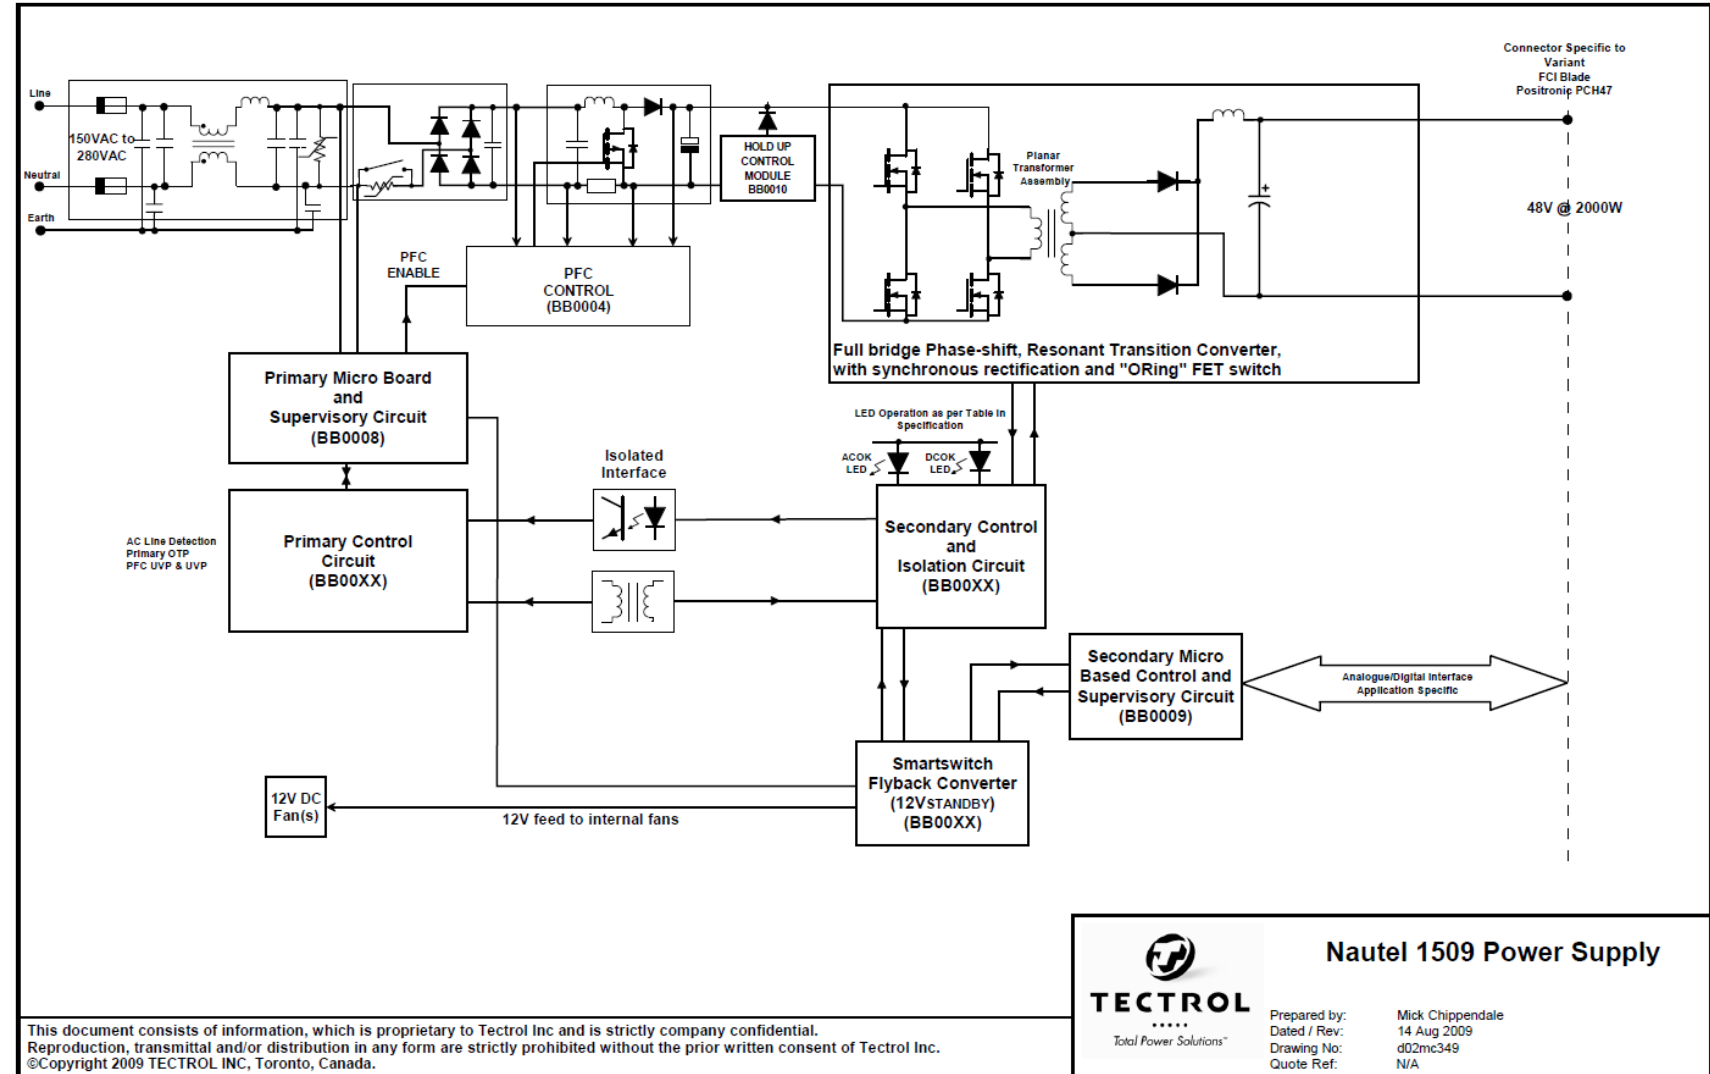 Connector Specific to
Variant
FCI Blade
Positronic PCH47
Line
150VAC to
280VAC
Neutral
Earth
HOLD UP
CONTROL
MODULE
BB0010
Planar
Transformer
Assembly
48V @ 2000W
PFC
ENABLE
PFC
CONTROL
(BB0004)
Full bridge Phase-shift, Resonant Transition Converter,
with synchronous rectification and "ORing" FET switch
Primary Micro Board
and
Supervisory Circuit
(BB0008)
LED Operation as per Table in
Specification
ACOK
LED
DCOK
LED
Isolated
Interface
AC Line Detection
Primary OTP
PFC UVP & UVP
Primary Control
Circuit
(BB00XX)
Secondary Control
and
Isolation Circuit
(BB00XX)
Secondary Micro
Based Control and
Supervisory Circuit
(BB0009)
Analogue/Digital Interface
Application Specific
Smartswitch
Flyback Converter
(12VSTANDBY)
(BB00XX)
12V DC
Fan(s)
12V feed to internal fans
TECTROL
Total Power Solutions™
Nautel 1509 Power Supply
Prepared by: Mick Chippendale
Dated / Rev: 14 Aug 2009
Drawing No: d02mc349
Quote Ref: N/A
This document consists of information, which is proprietary to Tectrol Inc and is strictly company confidential.
Reproduction, transmittal and/or distribution in any form are strictly prohibited without the prior written consent of Tectrol Inc.
©Copyright 2009 TECTROL INC, Toronto, Canada.